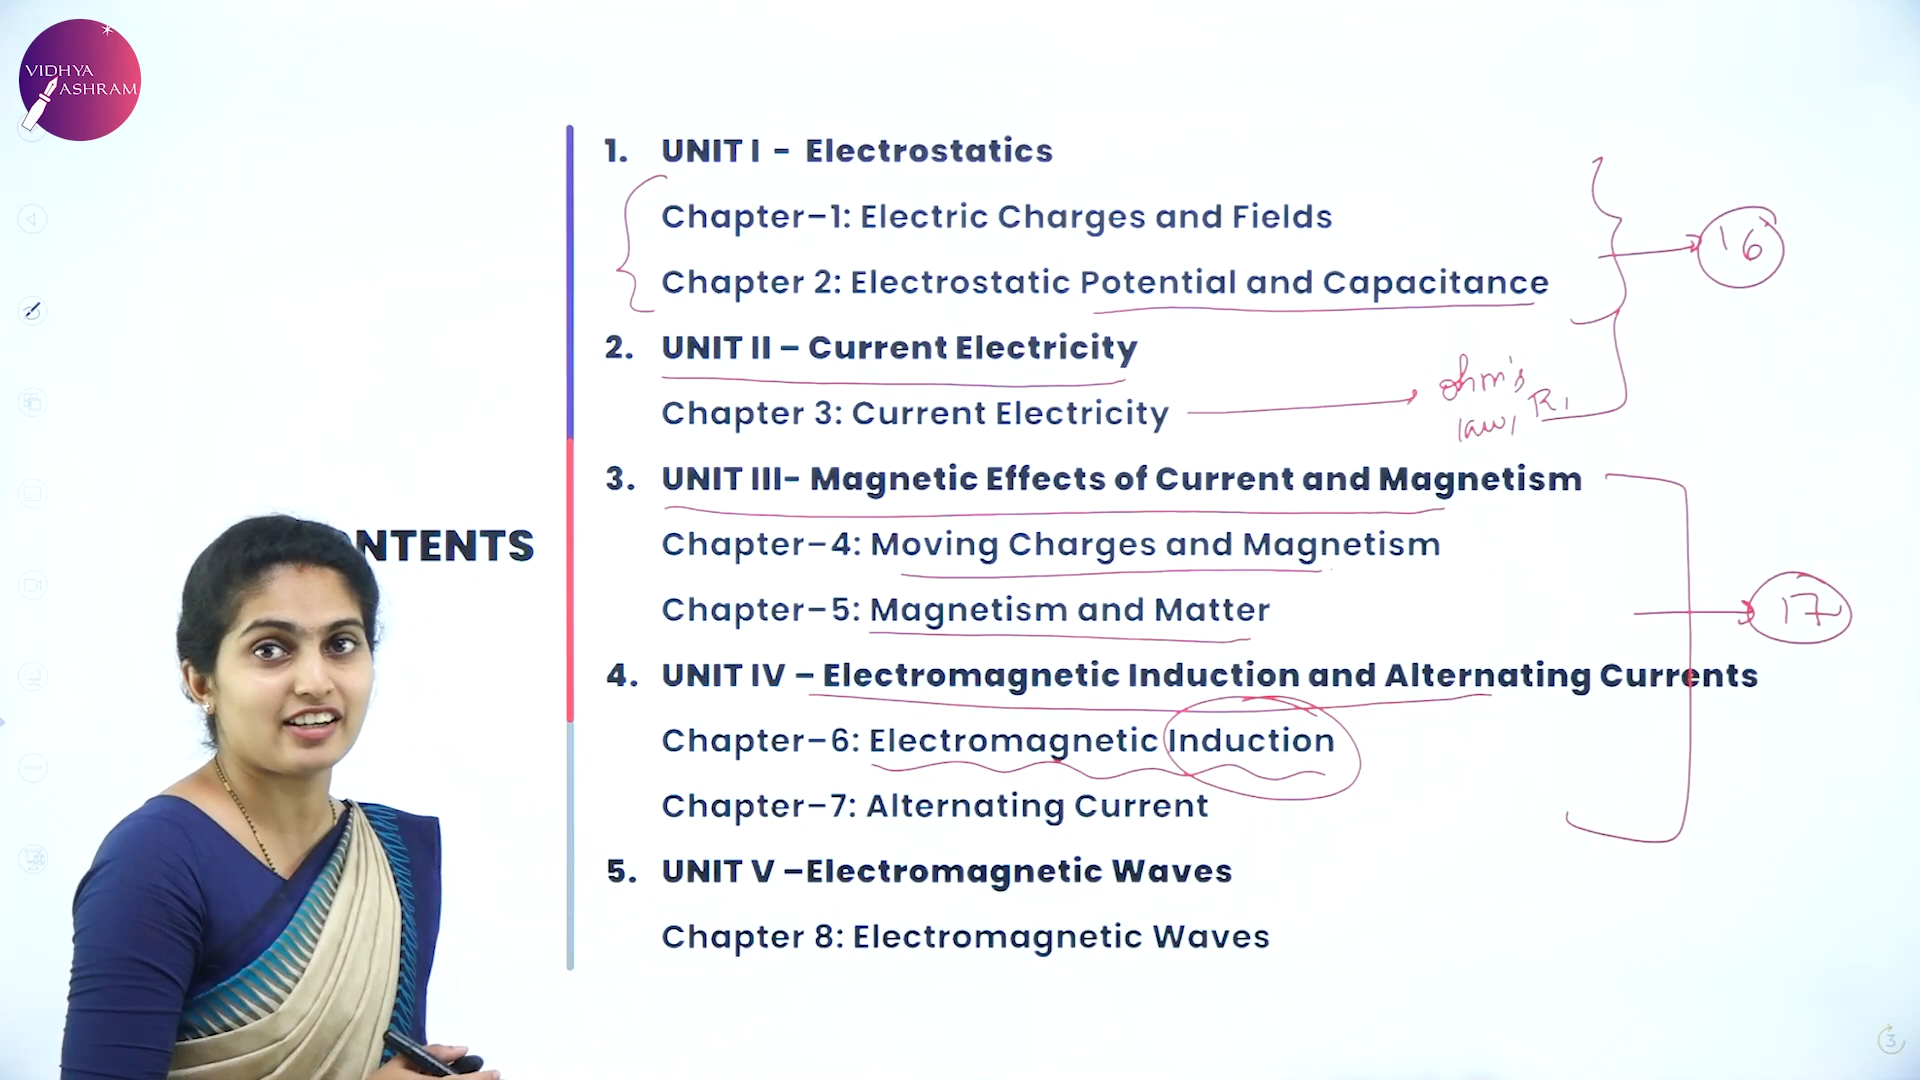 VIDHYA
ASHRAM
NTENTS
1. UNIT I - Electrostatics
Chapter–1: Electric Charges and Fields
Chapter 2: Electrostatic Potential and Capacitance
16
2. UNIT II – Current Electricity
Chapter 3: Current Electricity
ohm's
law, R,
3. UNIT III- Magnetic Effects of Current and Magnetism
Chapter–4: Moving Charges and Magnetism
Chapter–5: Magnetism and Matter
17
4. UNIT IV – Electromagnetic Induction and Alternating Currents
Chapter–6: Electromagnetic Induction
Chapter–7: Alternating Current
5. UNIT V –Electromagnetic Waves
Chapter 8: Electromagnetic Waves
3